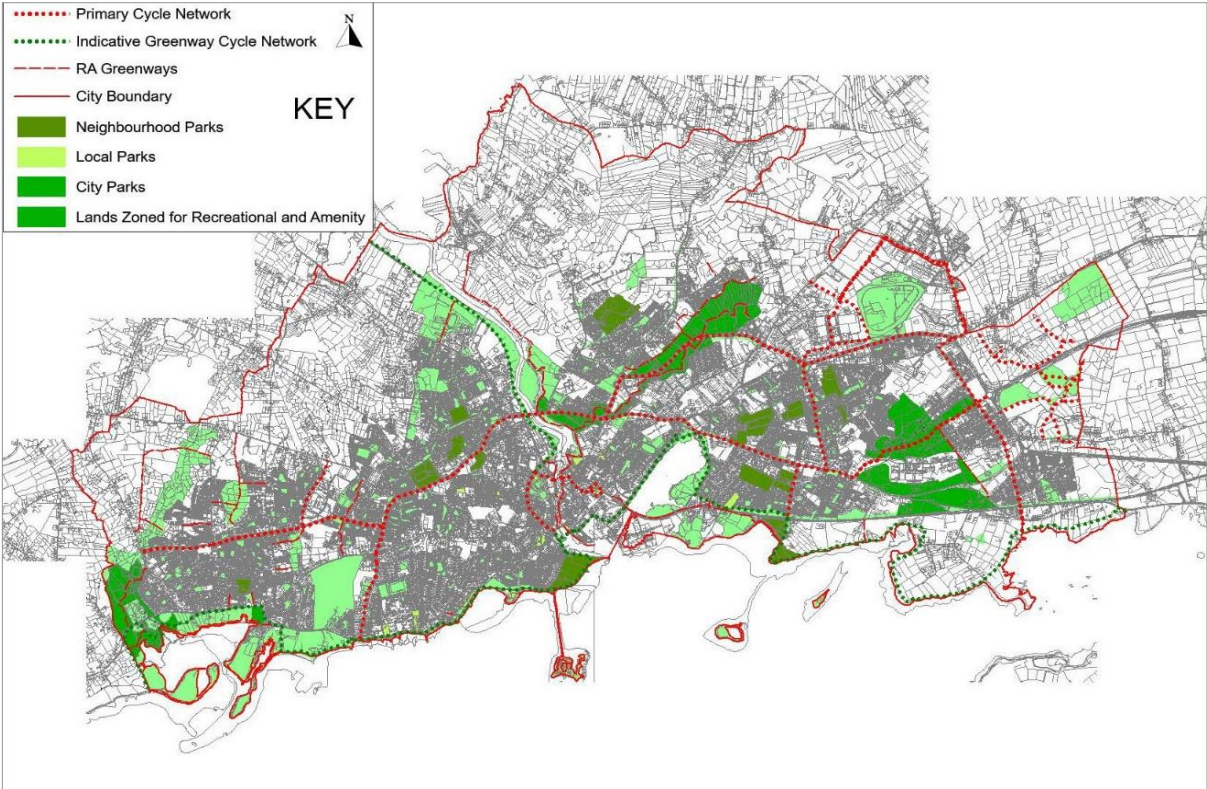 Primary Cycle Network
N
Indicative Greenway Cycle Network
RA Greenways
City Boundary
KEY
Neighbourhood Parks
Local Parks
City Parks
Lands Zoned for Recreational and Amenity